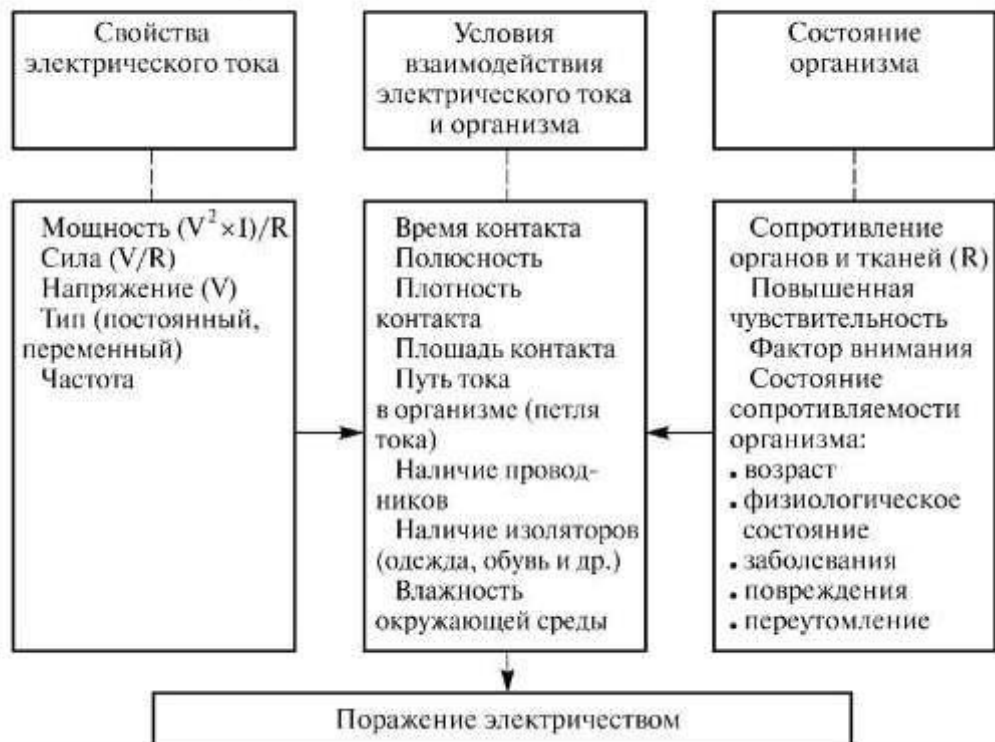 Свойства
электрического тока
Условия
взаимодействия
электрического тока
и организма
Состояние
организма
Мощность (V²×I)/R
Сила (V/R)
Напряжение (V)
Тип (постоянный,
переменный)
Частота
Время контакта
Полюсность
Плотность
контакта
Площадь контакта
Путь тока
в организме (петля
тока)
Наличие провод-
ников
Наличие изоляторов
(одежда, обувь и др.)
Влажность
окружающей среды
Сопротивление
органов и тканей (R)
Повышенная
чувствительность
Фактор внимания
Состояние
сопротивляемости
организма:
• возраст
• физиологическое
состояние
• заболевания
• повреждения
• переутомление
Поражение электричеством